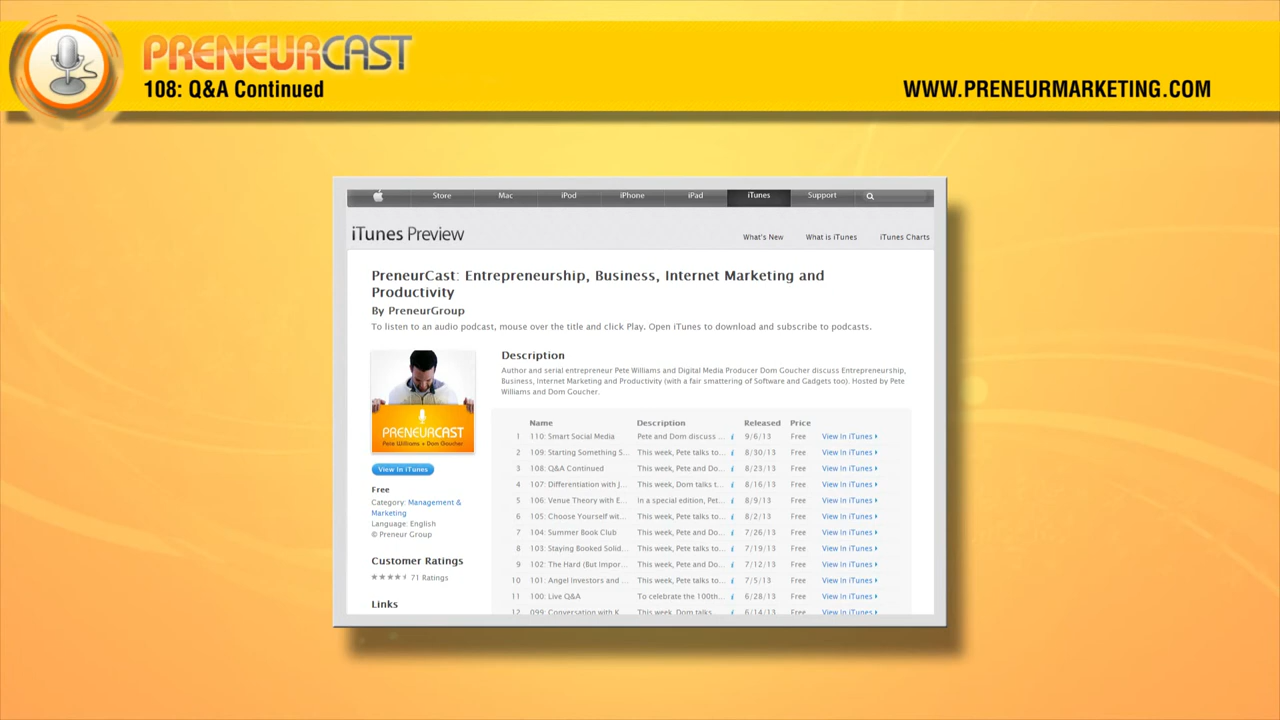 PRENEURCAST
108: Q&A Continued
WWW.PRENEURMARKETING.COM
Store Mac iPod iPhone iPad iTunes Support
iTunes Preview
What's New What is iTunes iTunes Charts
PreneurCast: Entrepreneurship, Business, Internet Marketing and
Productivity
By PreneurGroup
To listen to an audio podcast, mouse over the title and click Play. Open iTunes to download and subscribe to podcasts.
PRENEURCAST
Pete Williams + Dom Goucher
View In iTunes
Free
Category: Management &
Marketing
Language: English
© Preneur Group
Customer Ratings
71 Ratings
Links
Description
Author and serial entrepreneur Pete Williams and Digital Media Producer Dom Goucher discuss Entrepreneurship,
Business, Internet Marketing and Productivity (with a fair smattering of Software and Gadgets too). Hosted by Pete
Williams and Dom Goucher.
Name Description Released Price
1 110: Smart Social Media Pete and Dom discuss ... i 9/6/13 Free View In iTunes
2 109: Starting Something S... This week, Pete talks to... i 8/30/13 Free View In iTunes
3 108: Q&A Continued This week, Pete and Do... i 8/23/13 Free View In iTunes
4 107: Differentiation with J... This week, Dom talks t... i 8/16/13 Free View In iTunes
5 106: Venue Theory with E... In a special edition, Pet... i 8/9/13 Free View In iTunes
6 105: Choose Yourself wit... This week, Pete talks to... i 8/2/13 Free View In iTunes
7 104: Summer Book Club This week, Pete and Do... i 7/26/13 Free View In iTunes
8 103: Staying Booked Solid... This week, Pete talks to... i 7/19/13 Free View In iTunes
9 102: The Hard (But Impor... This week, Pete and Do... i 7/12/13 Free View In iTunes
10 101: Angel Investors and ... This week, Pete talks to... i 7/5/13 Free View In iTunes
11 100: Live Q&A To celebrate the 100th... i 6/28/13 Free View In iTunes
12 099: Conversation with K... This week, Dom talks... i 6/14/13 Free View In iTunes